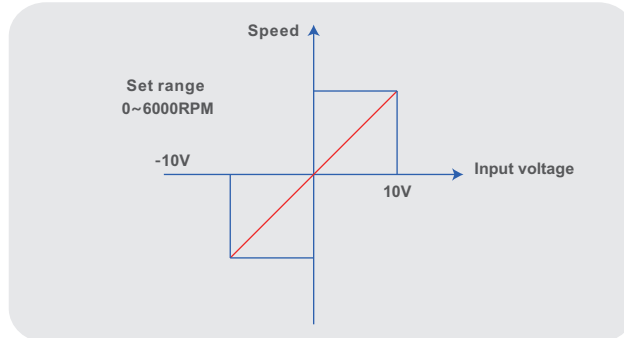 Speed
Set range
0~6000RPM
-10V
Input voltage
10V